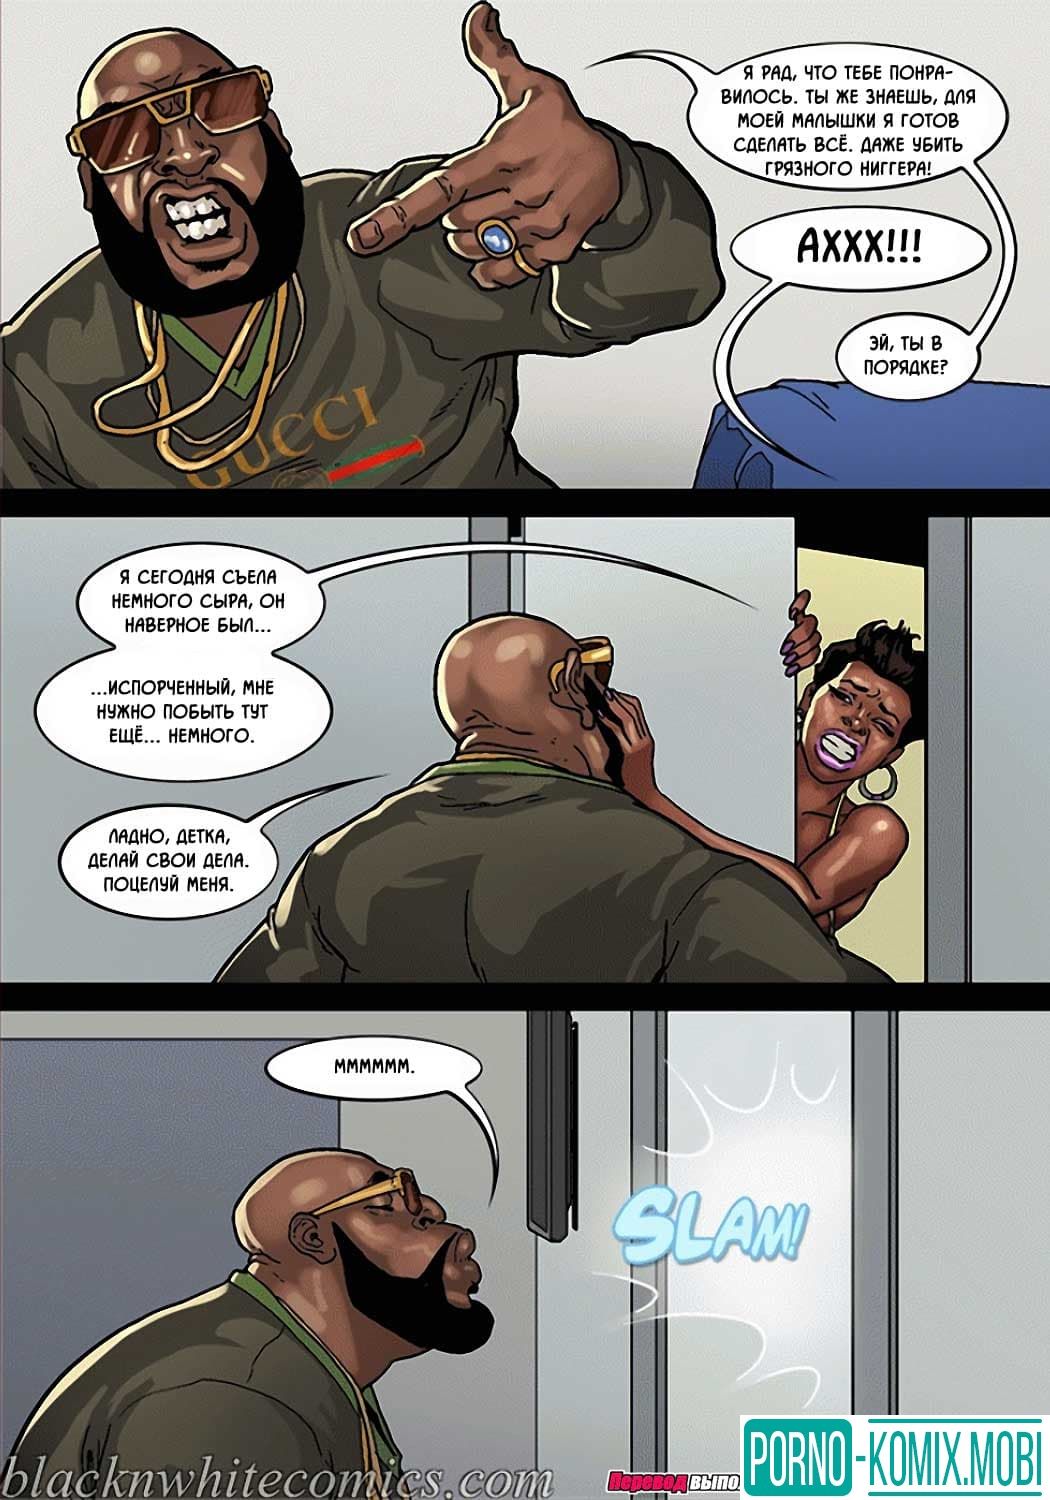 Я РАД, ЧТО ТЕБЕ ПОНРА-
ВИЛОСЬ. ТЫ ЖЕ ЗНАЕШЬ, ДЛЯ
МОЕЙ МАЛЫШКИ Я ГОТОВ
СДЕЛАТЬ ВСЁ. ДАЖЕ УБИТЬ
ГРЯЗНОГО НИГГЕРА!
АХХХ!!!
ЭЙ, ТЫ В
ПОРЯДКЕ?
GUCCI
Я СЕГОДНЯ СЪЕЛА
НЕМНОГО СЫРА, ОН
НАВЕРНОЕ БЫЛ...
...ИСПОРЧЕННЫЙ, МНЕ
НУЖНО ПОБЫТЬ ТУТ
ЕЩЁ... НЕМНОГО.
ЛАДНО, ДЕТКА,
ДЕЛАЙ СВОИ ДЕЛА.
ПОЦЕЛУЙ МЕНЯ.
ММММММ.
SLAM!
blacknwhitecomics.com
Перевод
PORNO-KOMIX.MOBI